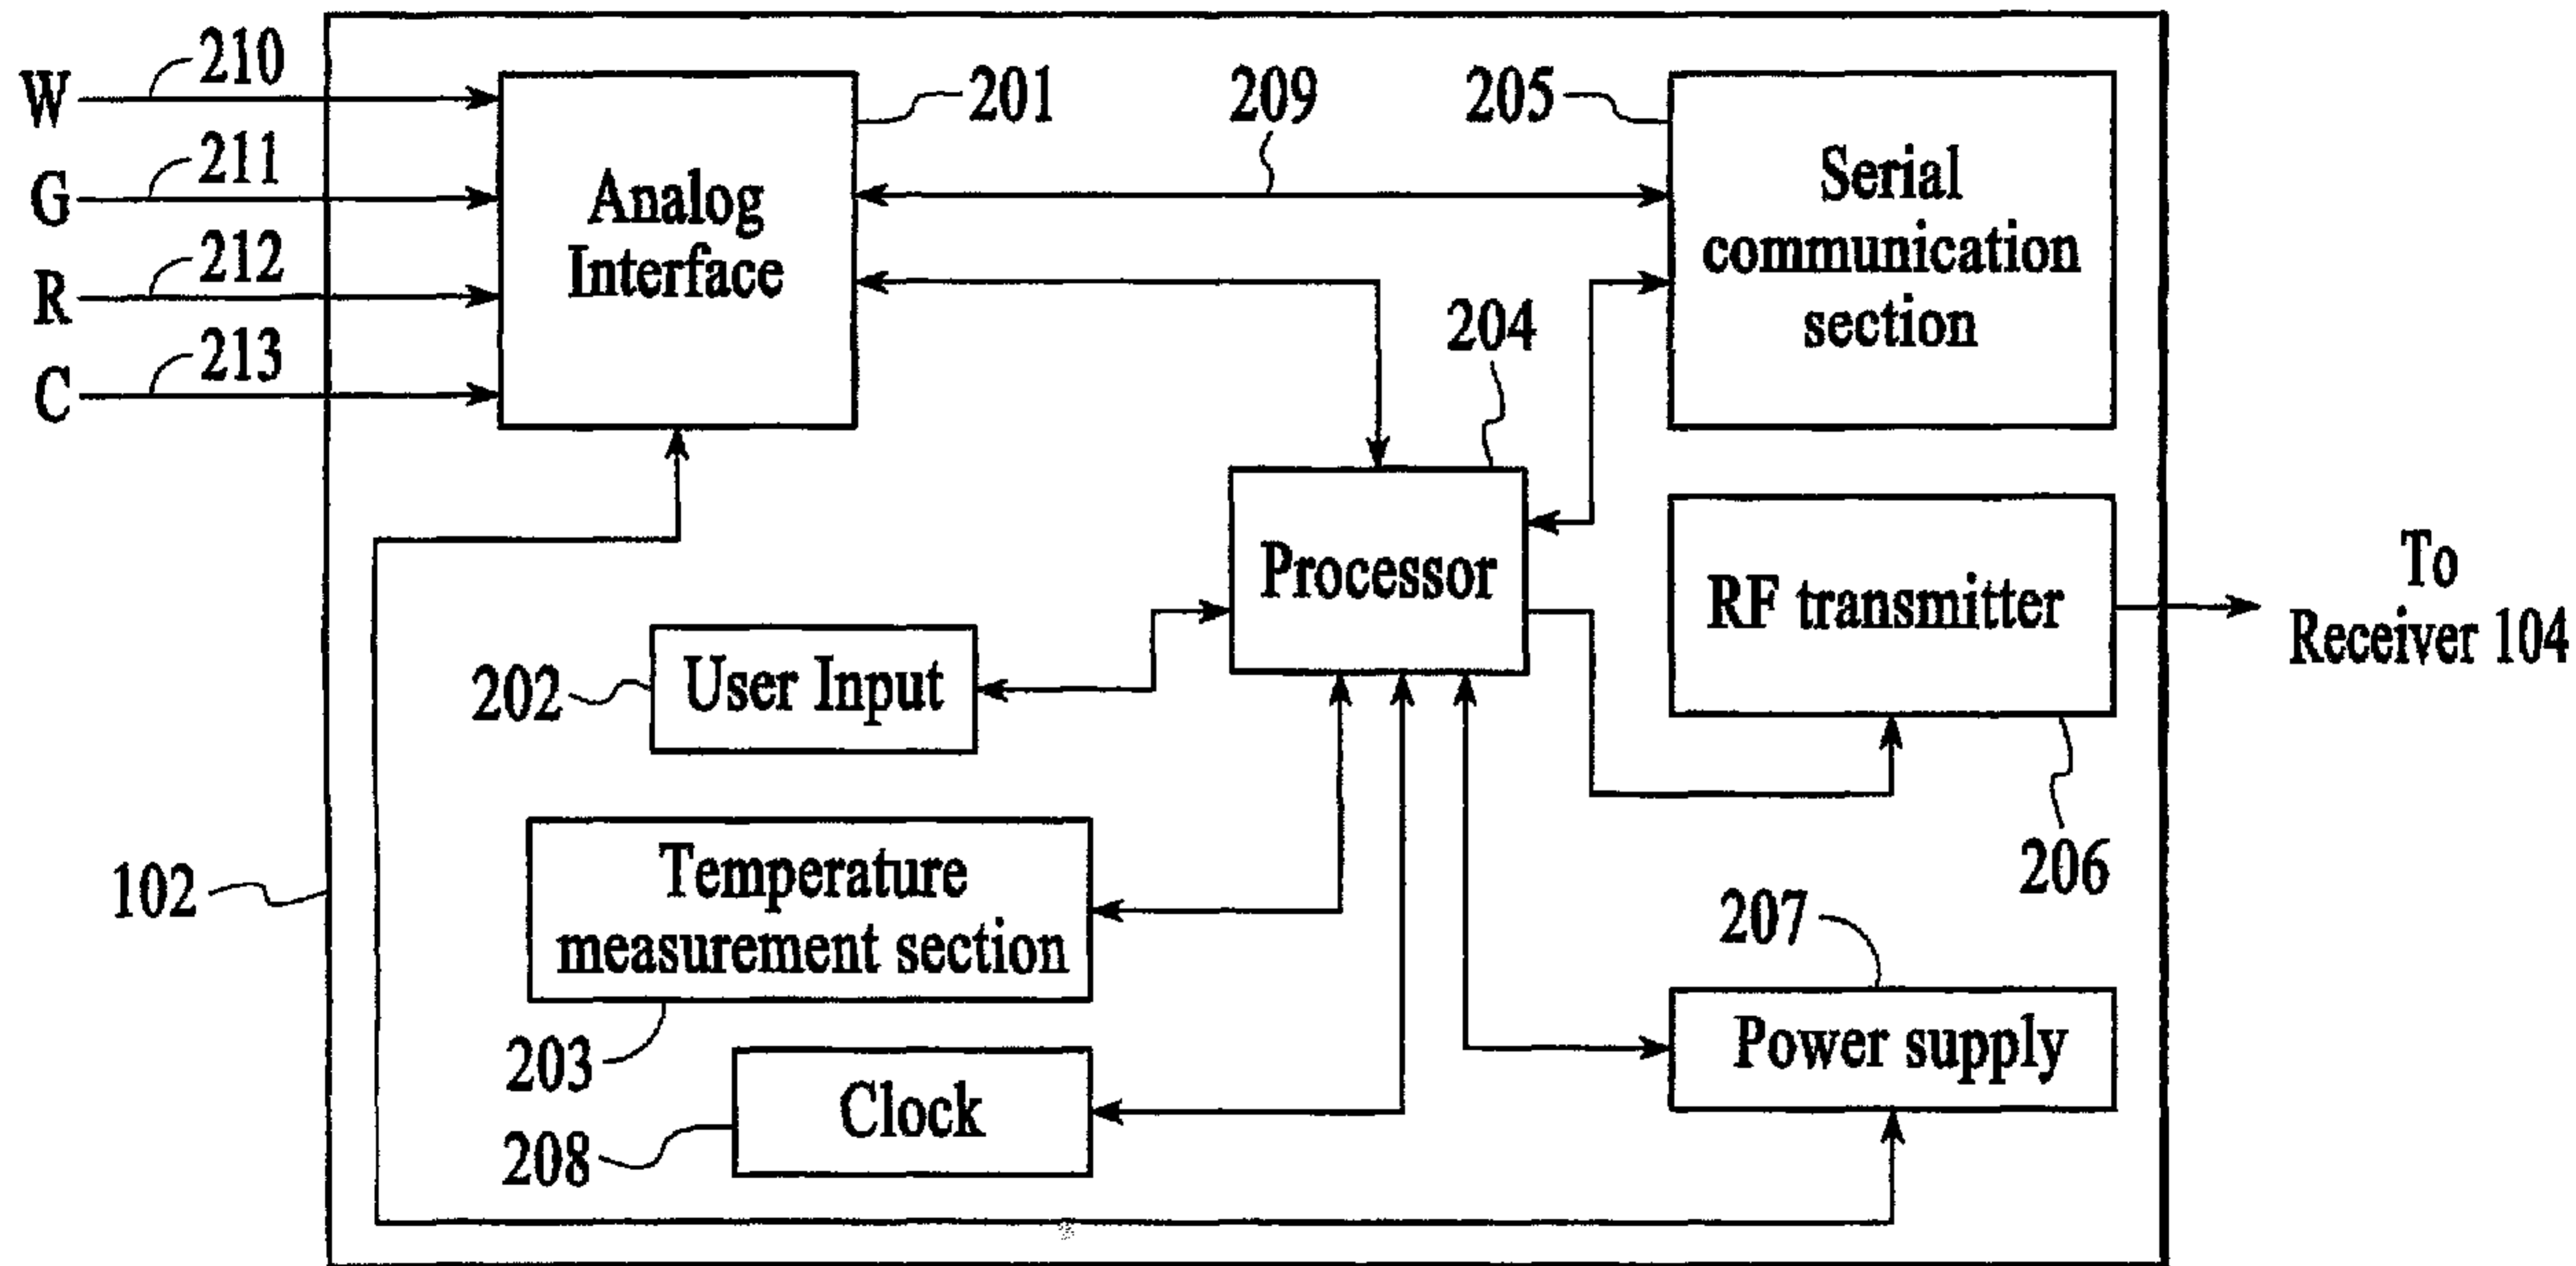 W
210
G
211
R
212
C
213
Analog
Interface
201
209
205
Serial
communication
section
204
Processor
RF transmitter
To
Receiver 104
202
User Input
206
102
Temperature
measurement section
203
207
Power supply
Clock
208